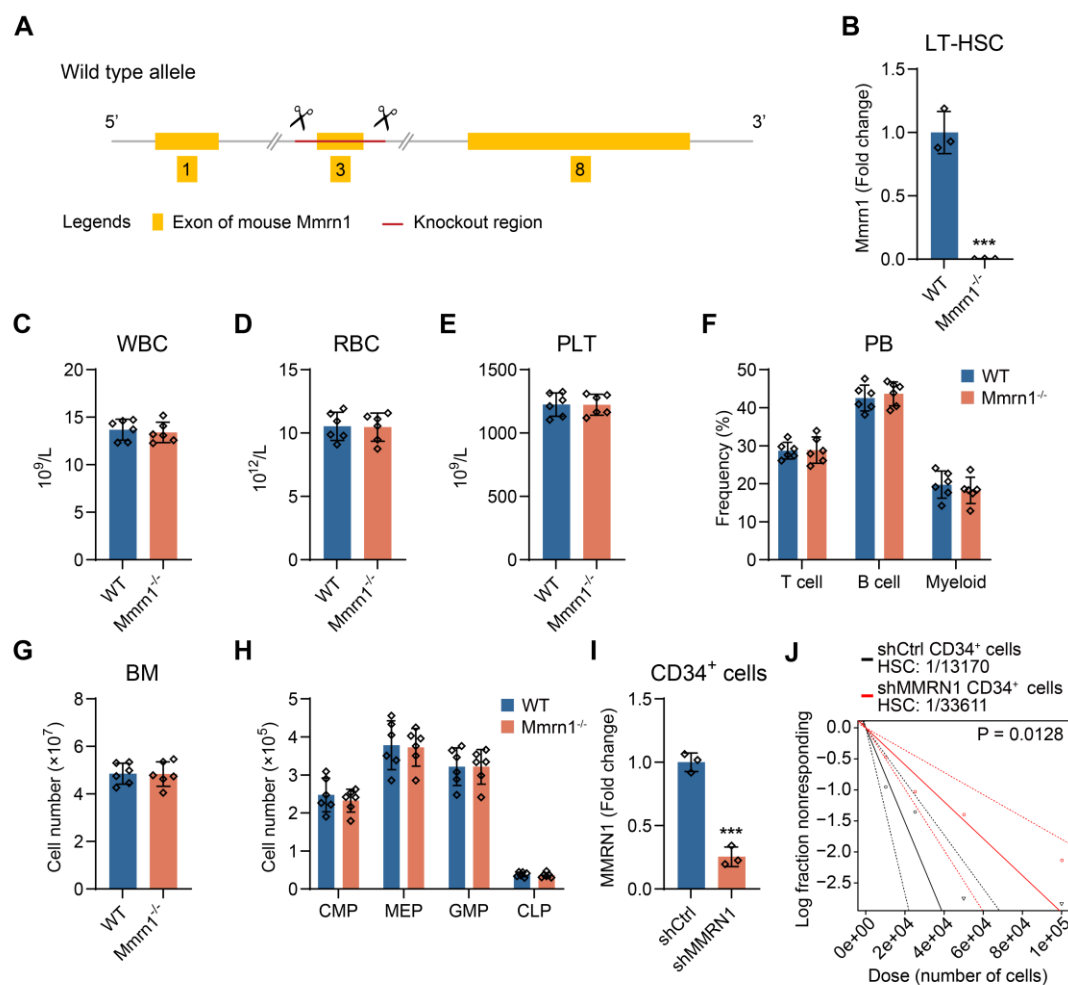 A
Wild type allele
5’
3’
1
3
8
Legends
Exon of mouse Mmrn1
Knockout region
B
LT-HSC
Mmrn1 (Fold change)
1.5
1.0
0.5
0.0
***
WT
Mmrn1-/-
C
WBC
10⁹/L
20
15
10
5
0
WT
Mmrn1-/-
D
RBC
10¹²/L
15
10
5
0
WT
Mmrn1-/-
E
PLT
10⁹/L
1500
1000
500
0
WT
Mmrn1-/-
F
PB
Frequency (%)
50
40
30
20
10
0
WT
Mmrn1-/-
T cell
B cell
Myeloid
G
BM
Cell number (×10⁷)
8
6
4
2
0
WT
Mmrn1-/-
H
Cell number (×10⁵)
5
4
3
2
1
0
WT
Mmrn1-/-
CMP
MEP
GMP
CLP
I
CD34⁺ cells
MMRN1 (Fold change)
1.5
1.0
0.5
0.0
***
shCtrl
shMMRN1
J
shCtrl CD34⁺ cells
HSC: 1/13170
shMMRN1 CD34⁺ cells
HSC: 1/33611
P = 0.0128
Log fraction nonresponding
0.0
−0.5
−1.0
−1.5
−2.0
−2.5
0e+00
2e+04
4e+04
6e+04
8e+04
1e+05
Dose (number of cells)